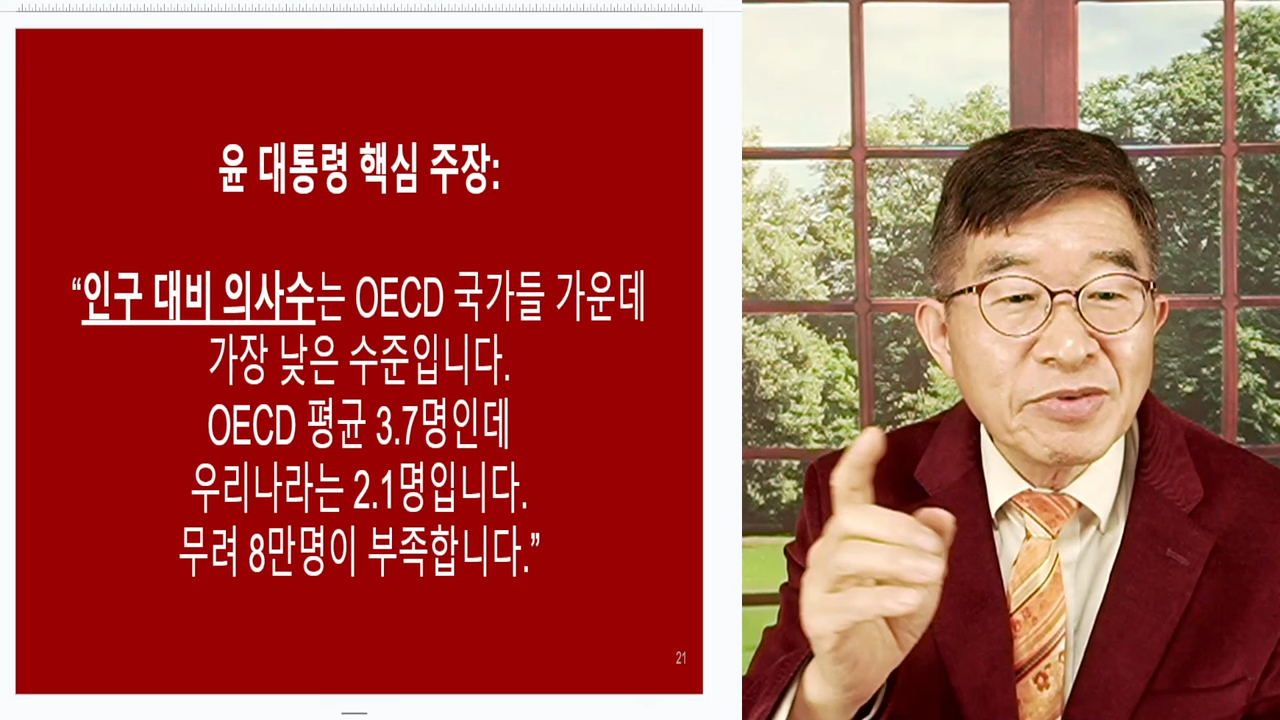 윤 대통령 핵심 주장:
“인구 대비 의사수는 OECD 국가들 가운데
가장 낮은 수준입니다.
OECD 평균 3.7명인데
우리나라는 2.1명입니다.
무려 8만명이 부족합니다.”
21